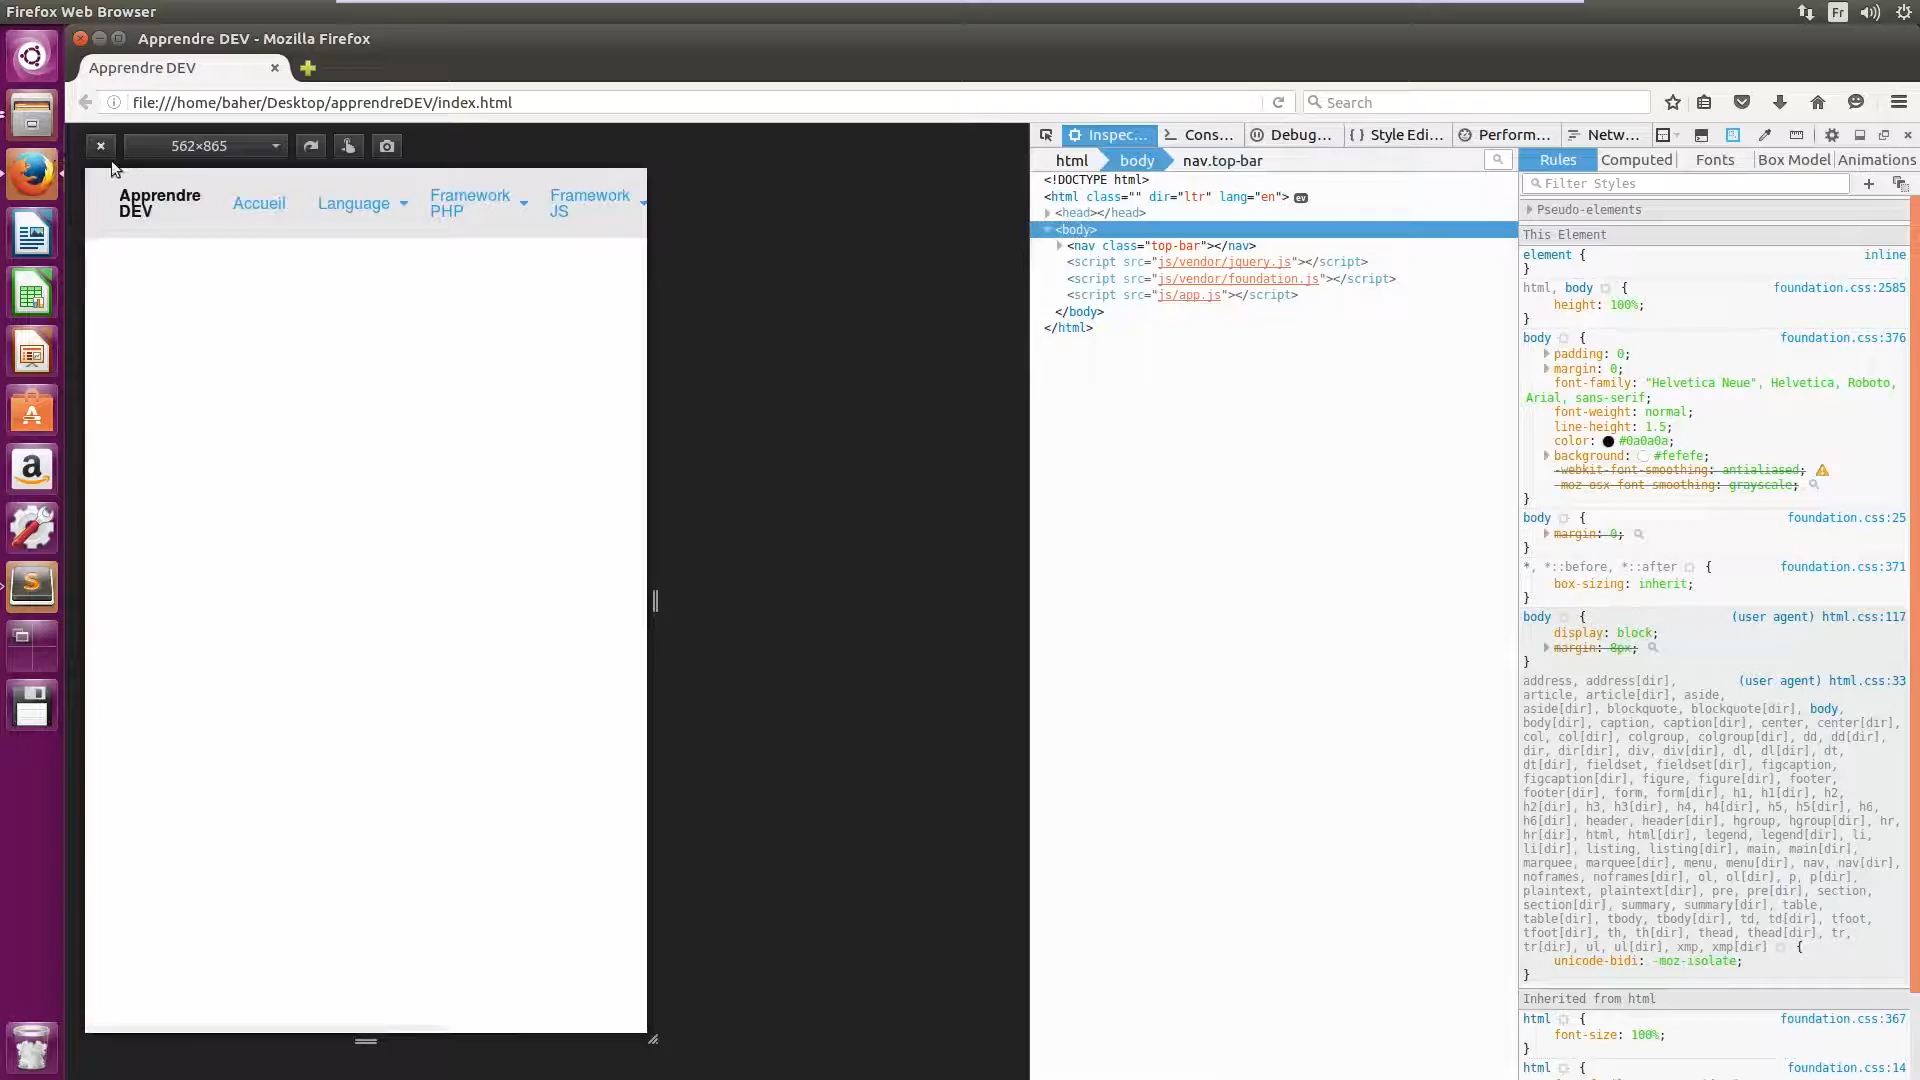 Firefox Web Browser
Fr
Apprendre DEV - Mozilla Firefox
Apprendre DEV
file:///home/baher/Desktop/apprendreDEV/index.html
Search
562×865
Inspec...
Cons...
Debug...
Style Edi...
Perform...
Netw...
html
body
nav.top-bar
Rules
Computed
Fonts
Box Model
Animations
Apprendre
DEV
Accueil
Language
Framework
PHP
Framework
JS
<!DOCTYPE html>
<html class="" dir="ltr" lang="en"> ev
<head></head>
<body>
<nav class="top-bar"></nav>
<script src="js/vendor/jquery.js"></script>
<script src="js/vendor/foundation.js"></script>
<script src="js/app.js"></script>
</body>
</html>
Filter Styles
Pseudo-elements
This Element
element { inline
}
html, body { foundation.css:2585
height: 100%;
}
body { foundation.css:376
padding: 0;
margin: 0;
font-family: "Helvetica Neue", Helvetica, Roboto,
Arial, sans-serif;
font-weight: normal;
line-height: 1.5;
color: #0a0a0a;
background: #fefefe;
-webkit-font-smoothing: antialiased;
-moz-osx-font-smoothing: grayscale;
}
body { foundation.css:25
margin: 0;
}
*, *::before, *::after { foundation.css:371
box-sizing: inherit;
}
body { (user agent) html.css:117
display: block;
margin: 8px;
}
address, address[dir], (user agent) html.css:33
article, article[dir], aside,
aside[dir], blockquote, blockquote[dir], body,
body[dir], caption, caption[dir], center, center[dir],
col, col[dir], colgroup, colgroup[dir], dd, dd[dir],
dir, dir[dir], div, div[dir], dl, dl[dir], dt,
dt[dir], fieldset, fieldset[dir], figcaption,
figcaption[dir], figure, figure[dir], footer,
footer[dir], form, form[dir], h1, h1[dir], h2,
h2[dir], h3, h3[dir], h4, h4[dir], h5, h5[dir], h6,
h6[dir], header, header[dir], hgroup, hgroup[dir], hr,
hr[dir], html, html[dir], legend, legend[dir], li,
li[dir], listing, listing[dir], main, main[dir],
marquee, marquee[dir], menu, menu[dir], nav, nav[dir],
noframes, noframes[dir], ol, ol[dir], p, p[dir],
plaintext, plaintext[dir], pre, pre[dir], section,
section[dir], summary, summary[dir], table,
table[dir], tbody, tbody[dir], td, td[dir], tfoot,
tfoot[dir], th, th[dir], thead, thead[dir], tr,
tr[dir], ul, ul[dir], xmp, xmp[dir] {
unicode-bidi: -moz-isolate;
}
Inherited from html
html { foundation.css:367
font-size: 100%;
}
html { foundation.css:14